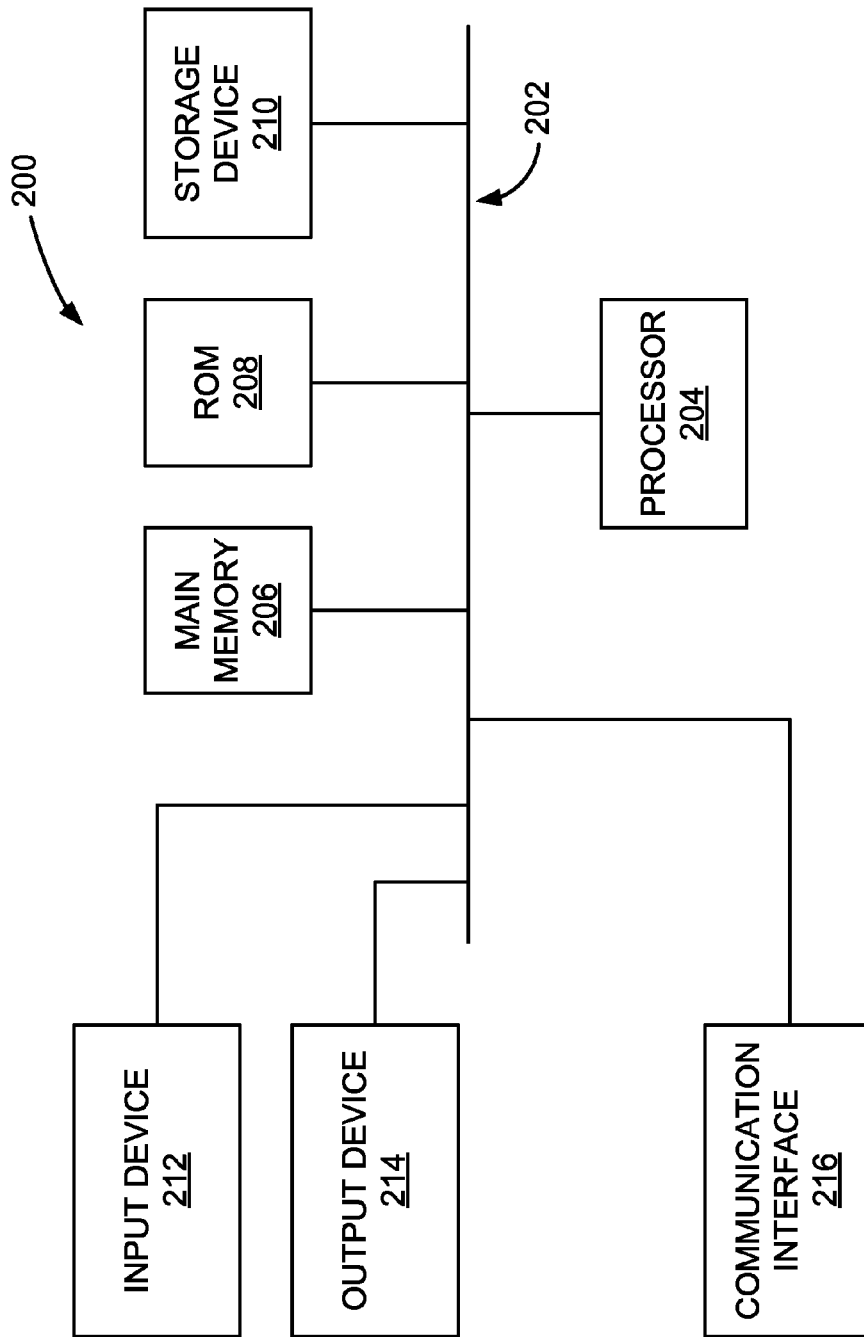 200
INPUT DEVICE
212
MAIN
MEMORY
206
ROM
208
STORAGE
DEVICE
210
OUTPUT DEVICE
214
202
PROCESSOR
204
COMMUNICATION
INTERFACE
216